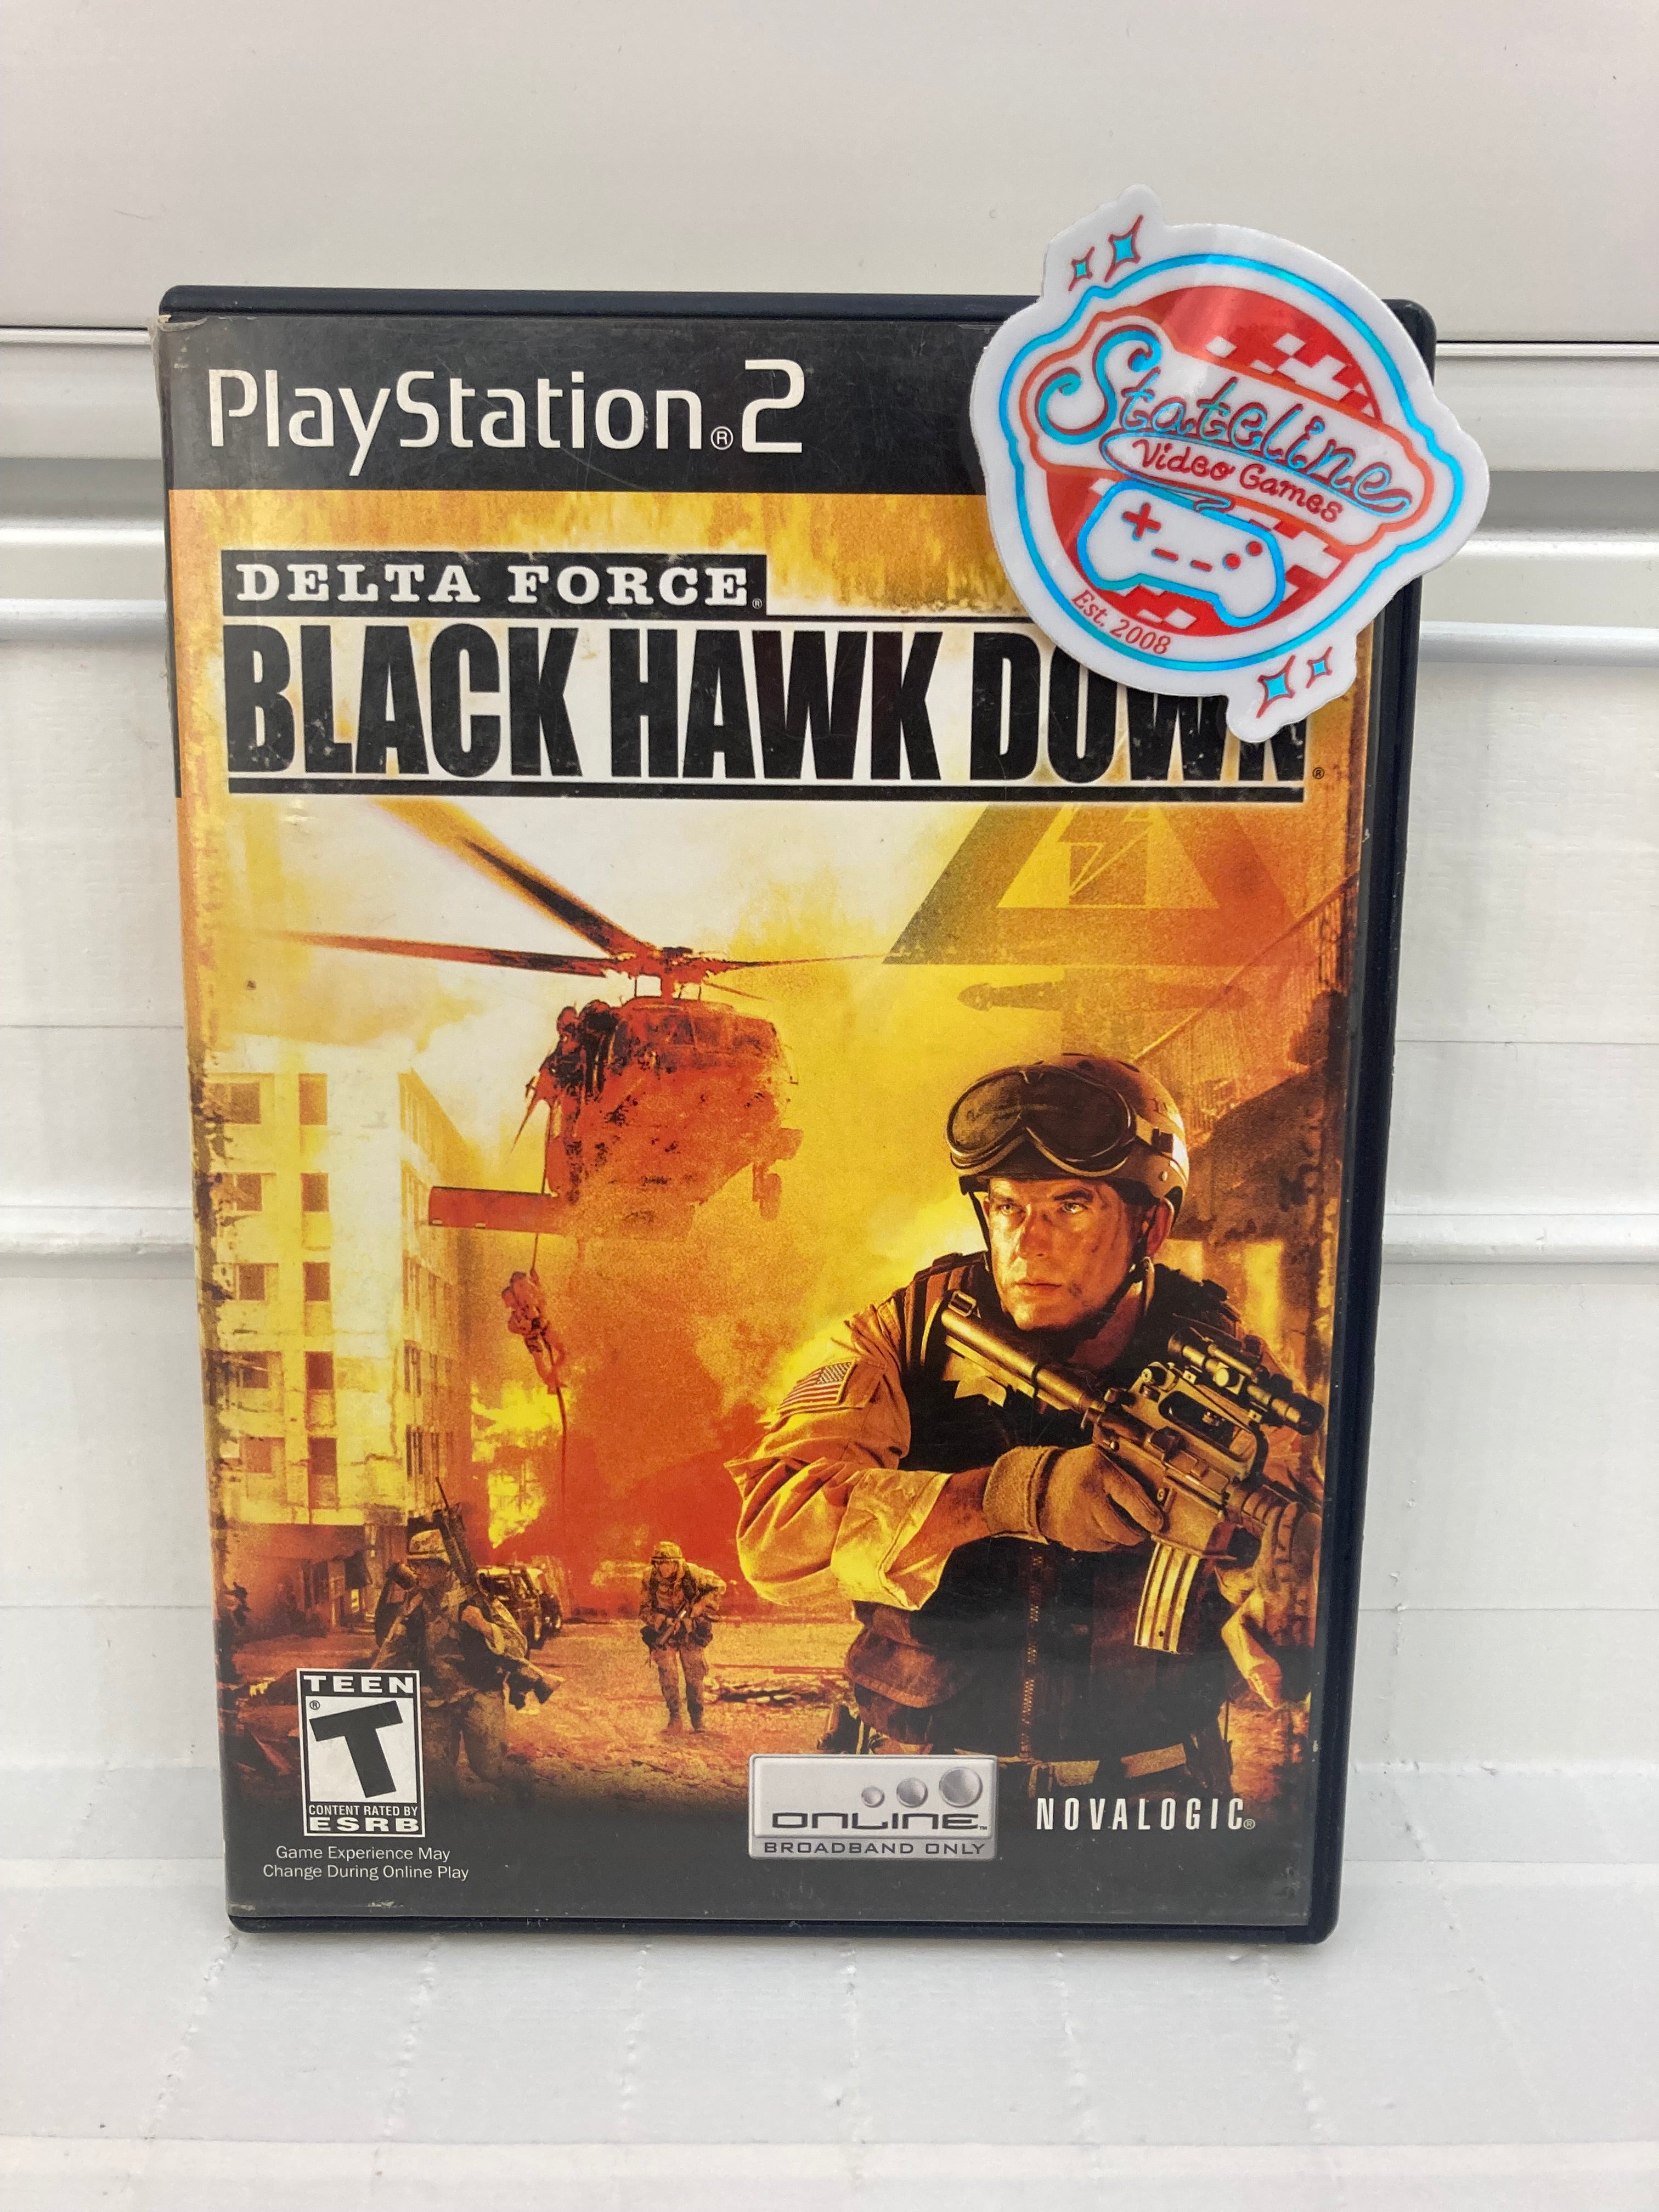 PlayStation®2
Stateline
Video Games
Est. 2008
DELTA FORCE®
BLACK HAWK DOWN®
TEEN
®
T
CONTENT RATED BY
ESRB
Game Experience May
Change During Online Play
ONLINE™
BROADBAND ONLY
NOVALOGIC®